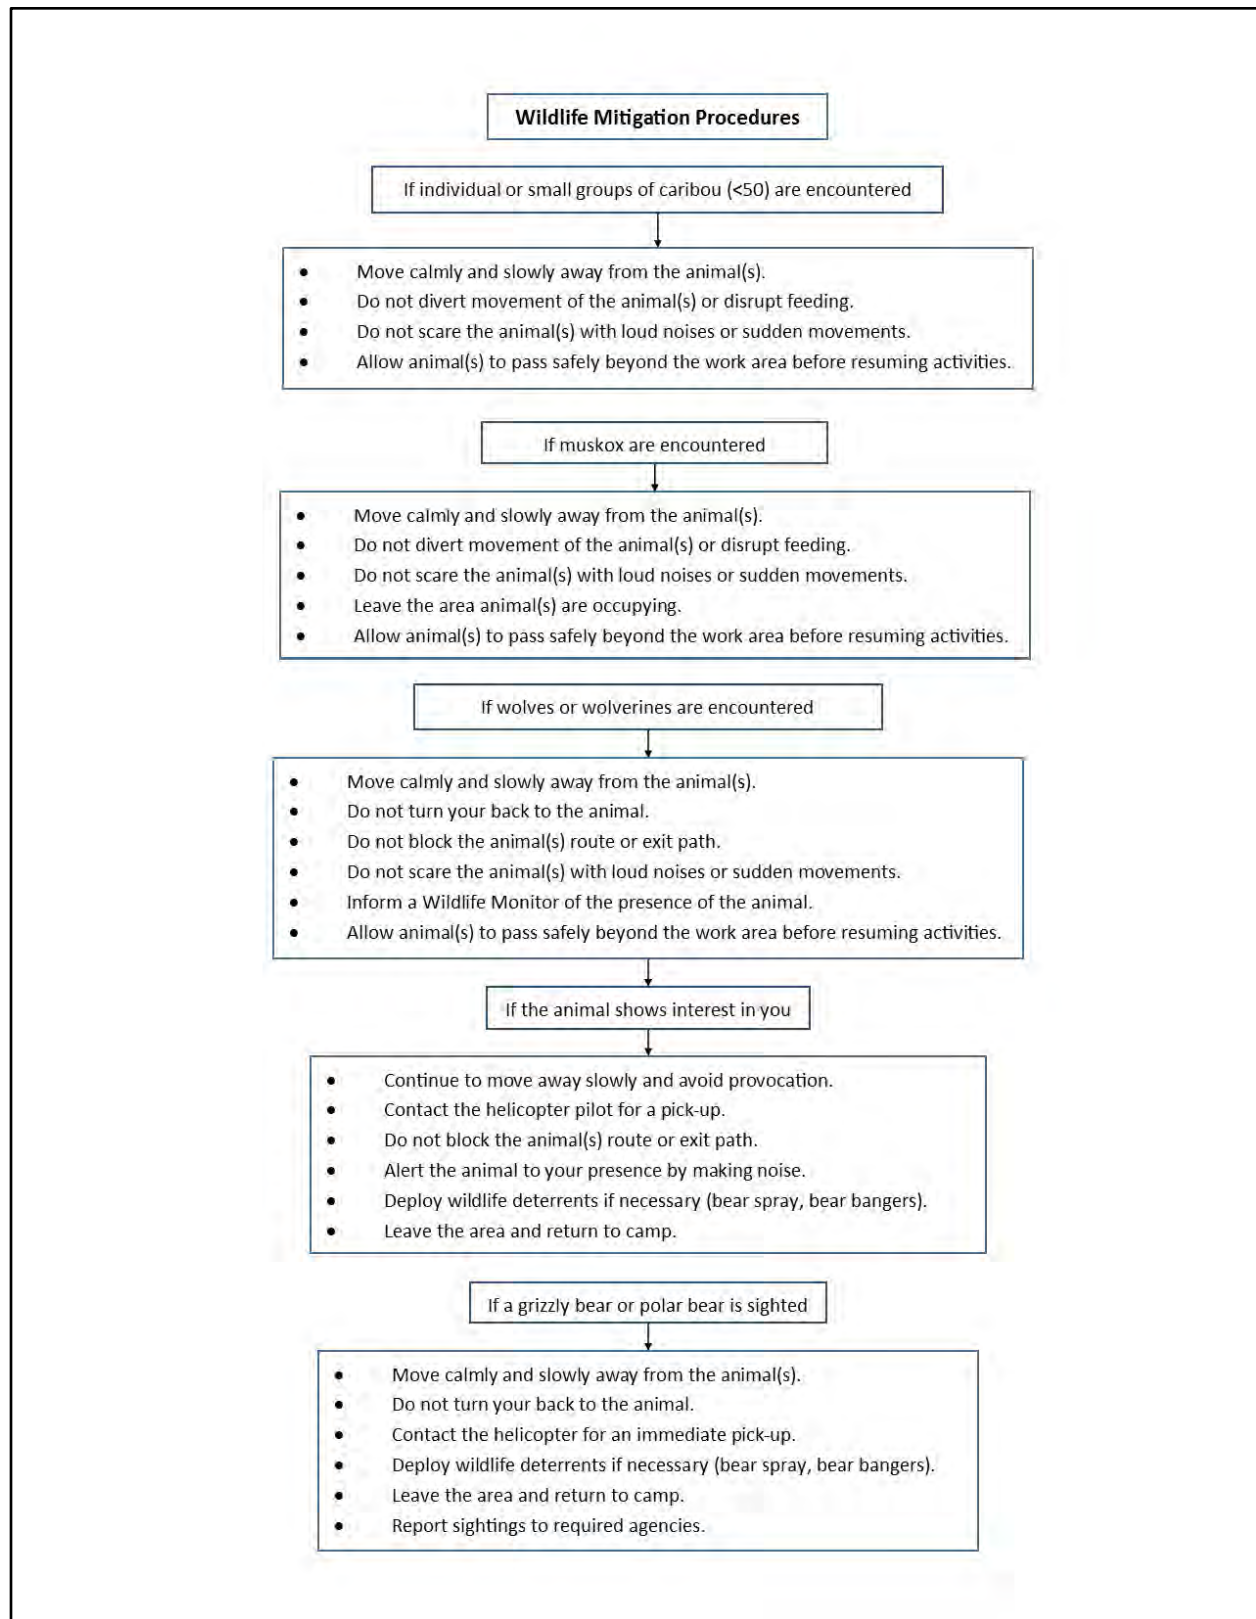 Wildlife Mitigation Procedures
If individual or small groups of caribou (<50) are encountered
• Move calmly and slowly away from the animal(s).
• Do not divert movement of the animal(s) or disrupt feeding.
• Do not scare the animal(s) with loud noises or sudden movements.
• Allow animal(s) to pass safely beyond the work area before resuming activities.
If muskox are encountered
• Move calmly and slowly away from the animal(s).
• Do not divert movement of the animal(s) or disrupt feeding.
• Do not scare the animal(s) with loud noises or sudden movements.
• Leave the area animal(s) are occupying.
• Allow animal(s) to pass safely beyond the work area before resuming activities.
If wolves or wolverines are encountered
• Move calmly and slowly away from the animal(s).
• Do not turn your back to the animal.
• Do not block the animal(s) route or exit path.
• Do not scare the animal(s) with loud noises or sudden movements.
• Inform a Wildlife Monitor of the presence of the animal.
• Allow animal(s) to pass safely beyond the work area before resuming activities.
If the animal shows interest in you
• Continue to move away slowly and avoid provocation.
• Contact the helicopter pilot for a pick-up.
• Do not block the animal(s) route or exit path.
• Alert the animal to your presence by making noise.
• Deploy wildlife deterrents if necessary (bear spray, bear bangers).
• Leave the area and return to camp.
If a grizzly bear or polar bear is sighted
• Move calmly and slowly away from the animal(s).
• Do not turn your back to the animal.
• Contact the helicopter for an immediate pick-up.
• Deploy wildlife deterrents if necessary (bear spray, bear bangers).
• Leave the area and return to camp.
• Report sightings to required agencies.